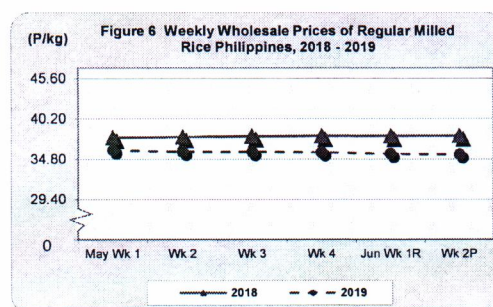 (P/kg)
Figure 6  Weekly Wholesale Prices of Regular Milled
Rice Philippines, 2018 - 2019
45.60
40.20
34.80
29.40
0
May Wk 1 Wk 2 Wk 3 Wk 4 Jun Wk 1R Wk 2P
2018 2019